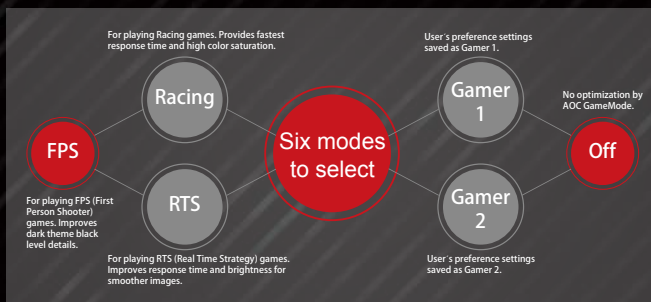 For playing Racing games. Provides fastest
response time and high color saturation.
Racing
FPS
For playing FPS (First
Person Shooter)
games. Improves
dark theme black
level details.
RTS
For playing RTS (Real Time Strategy) games.
Improves response time and brightness for
smoother images.
Six modes
to select
User's preference settings
saved as Gamer 1.
Gamer
1
Gamer
2
User's preference settings
saved as Gamer 2.
No optimization by
AOC GameMode.
Off